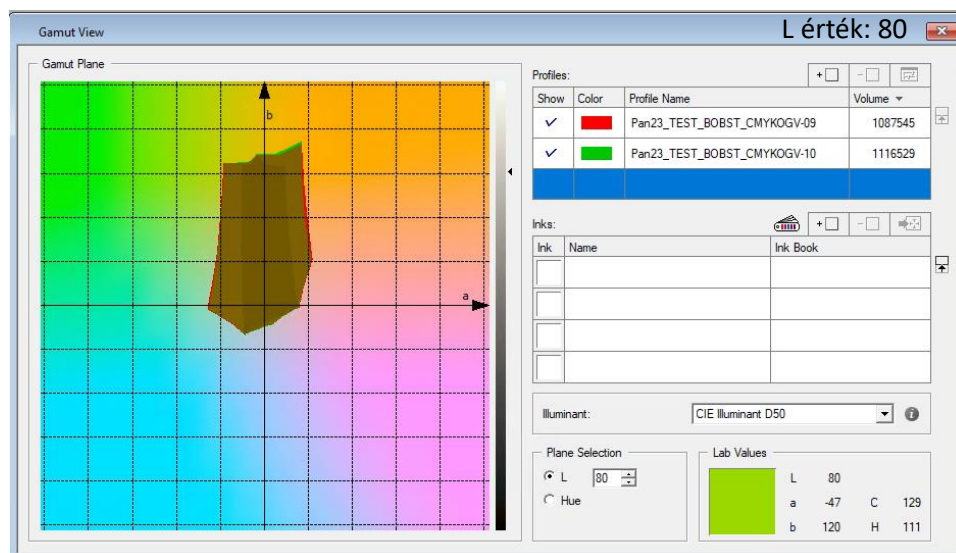 L érték: 80
Gamut View
Gamut Plane
b
a
Profiles:
Show Color Profile Name Volume
Pan23_TEST_BOBST_CMYKOGV-09 1087545
Pan23_TEST_BOBST_CMYKOGV-10 1116529
Inks:
Ink Name Ink Book
Illuminant: CIE Illuminant D50
Plane Selection
L 80
Hue
Lab Values
L 80
a -47 C 129
b 120 H 111